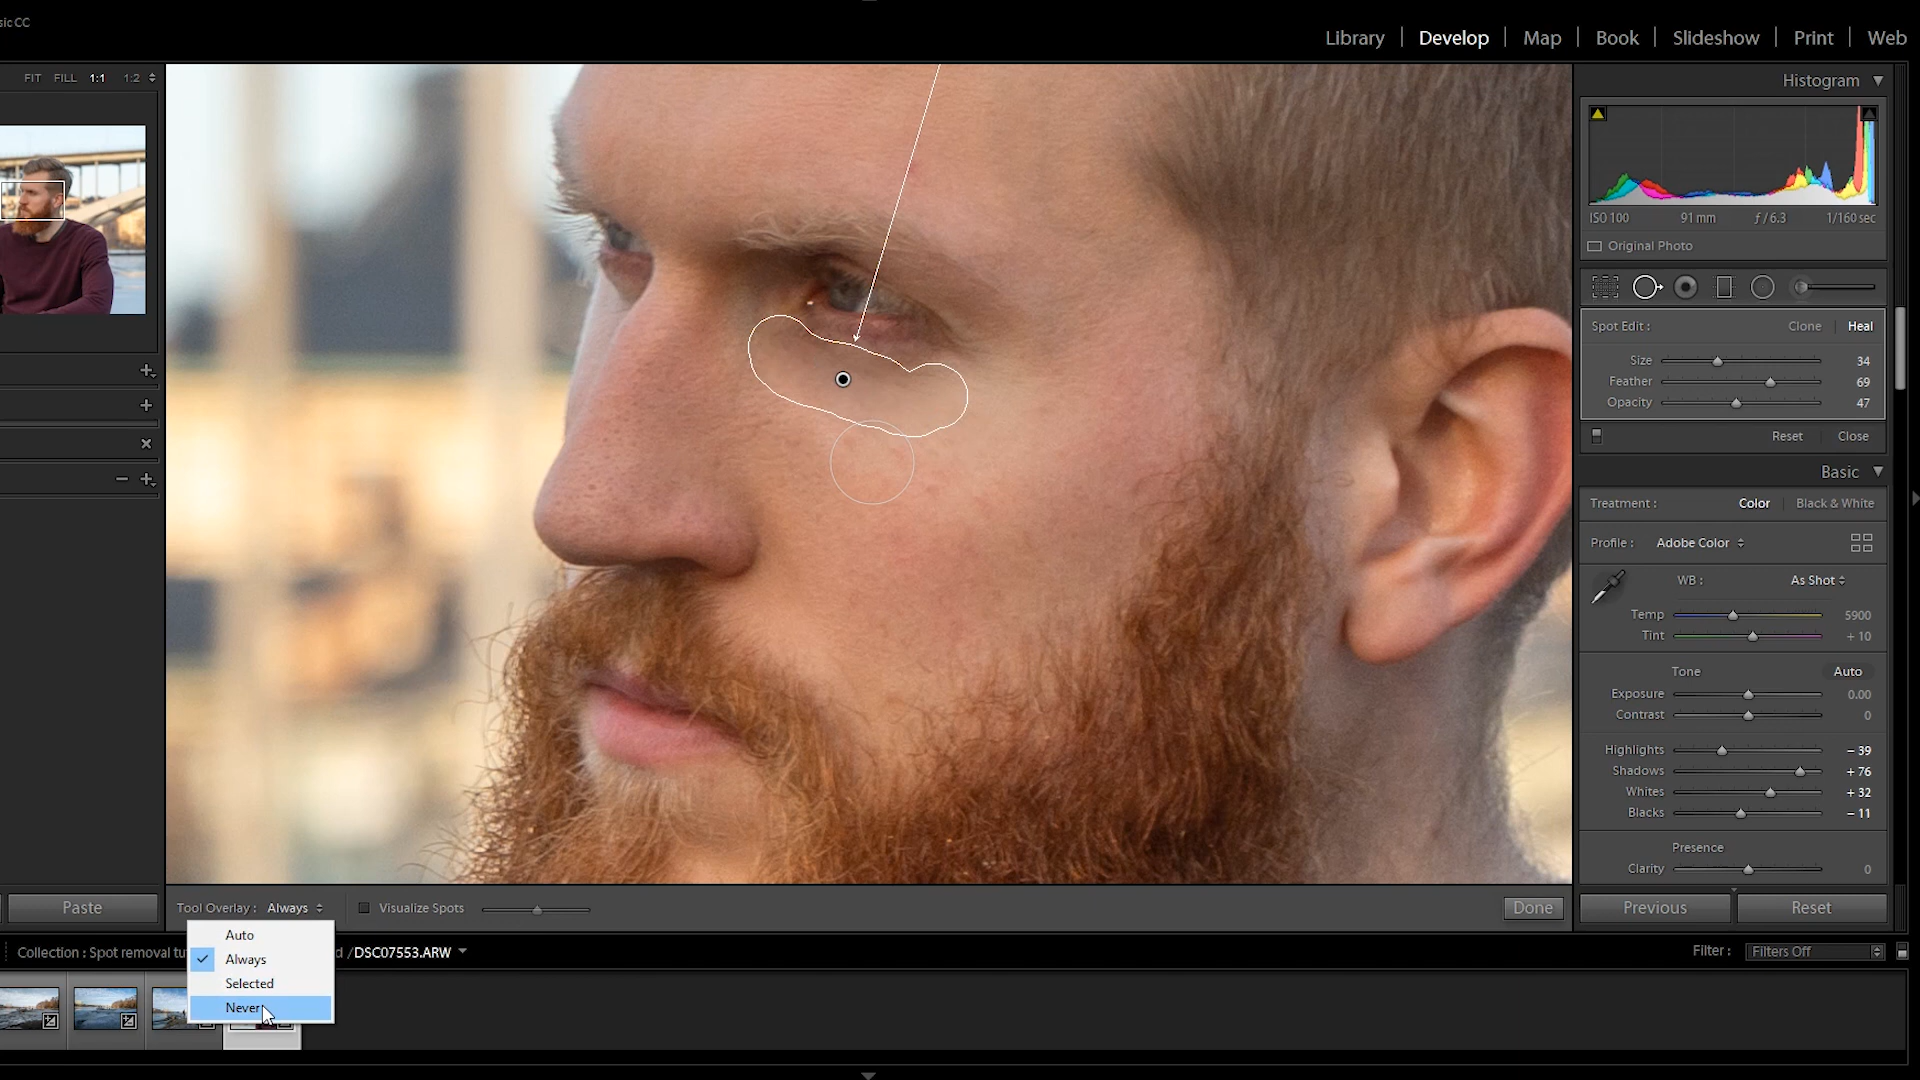 sic CC
Library | Develop | Map | Book | Slideshow | Print | Web
FIT FILL 1:1 1:2
Histogram
ISO 100 91 mm ƒ / 6.3 1/160 sec
Original Photo
Spot Edit : Clone Heal
Size 34
Feather 69
Opacity 47
Reset Close
Basic
Treatment : Color Black & White
Profile : Adobe Color
WB : As Shot
Temp 5900
Tint + 10
Tone Auto
Exposure 0.00
Contrast 0
Highlights – 39
Shadows + 76
Whites + 32
Blacks – 11
Presence
Clarity 0
Paste
Tool Overlay : Always
Visualize Spots
Done
Previous
Reset
Auto
Always
Selected
Never
Collection : Spot removal tu
d / DSC07553.ARW
Filter : Filters Off